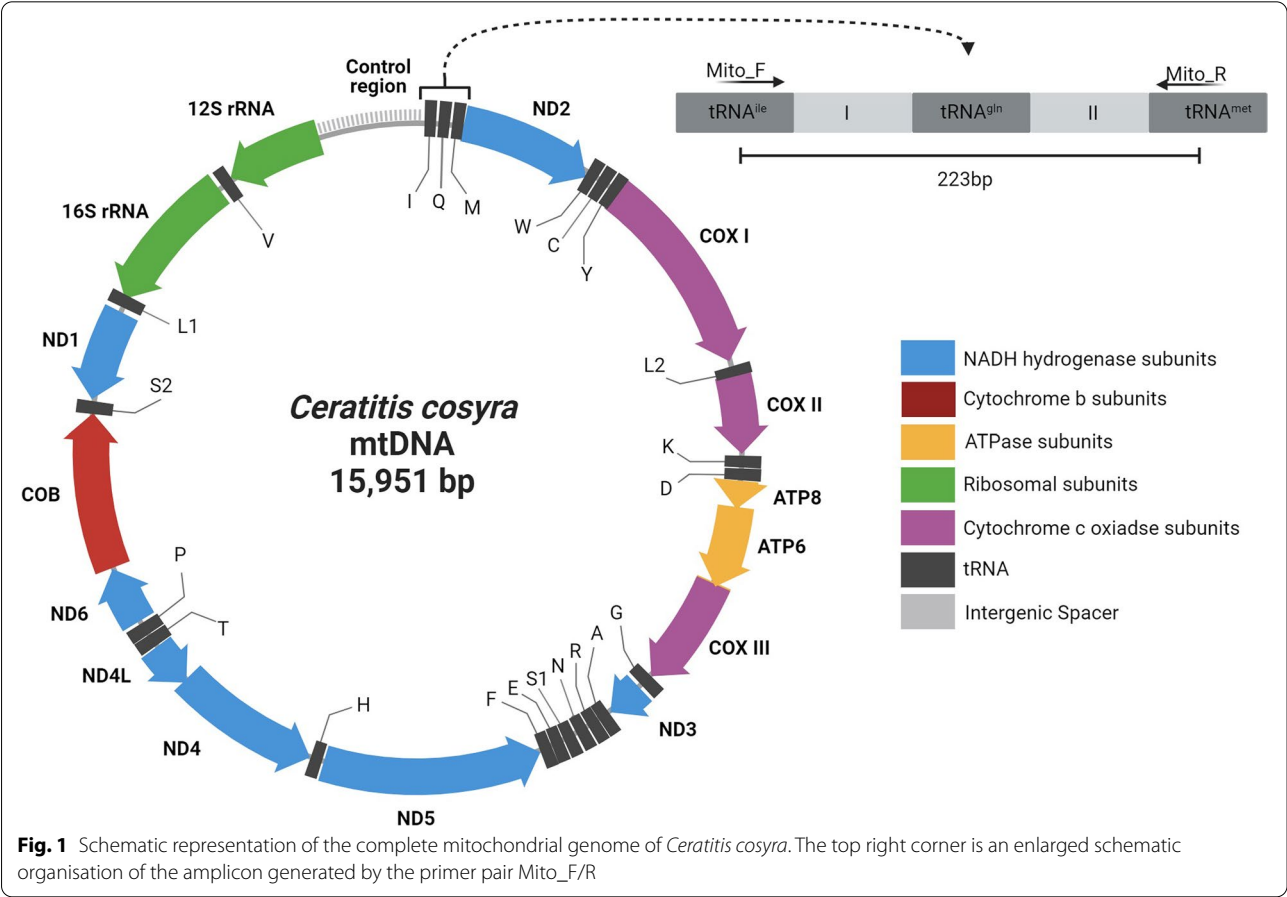 Control
region
12S rRNA
ND2
16S rRNA
I
Q
M
W
C
Y
V
COX I
L1
ND1
S2
L2
COX II
K
D
ATP8
ATP6
COB
COX III
G
A
R
N
S1
E
F
ND3
P
T
ND6
ND4L
H
ND4
ND5
Ceratitis cosyra
mtDNA
15,951 bp
Mito_F
Mito_R
tRNAile
I
tRNAgln
II
tRNAmet
223bp
NADH hydrogenase subunits
Cytochrome b subunits
ATPase subunits
Ribosomal subunits
Cytochrome c oxiadse subunits
tRNA
Intergenic Spacer
Fig. 1 Schematic representation of the complete mitochondrial genome of Ceratitis cosyra. The top right corner is an enlarged schematic
organisation of the amplicon generated by the primer pair Mito_F/R